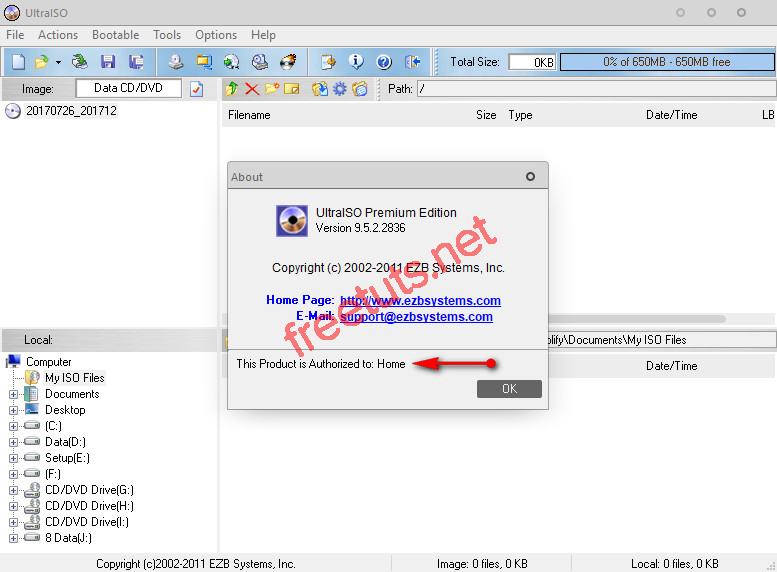 UltraISO
File Actions Bootable Tools Options Help
Total Size: 0KB 0% of 650MB - 650MB free
Image: Data CD/DVD Path: /
20170726_201712
Filename Size Type Date/Time LB
About
UltraISO Premium Edition
Version 9.5.2.2836
Copyright (c) 2002-2011 EZB Systems, Inc.
Home Page: http://www.ezbsystems.com
E-Mail: support@ezbsystems.com
This Product is Authorized to: Home
OK
freetuts.net
Local: plify\Documents\My ISO Files
Date/Time
Computer
My ISO Files
Documents
Desktop
(C:)
Data(D:)
Setup(E:)
(F:)
CD/DVD Drive(G:)
CD/DVD Drive(H:)
CD/DVD Drive(I:)
8 Data(J:)
Copyright (c)2002-2011 EZB Systems, Inc. Image: 0 files, 0 KB Local: 0 files, 0 KB